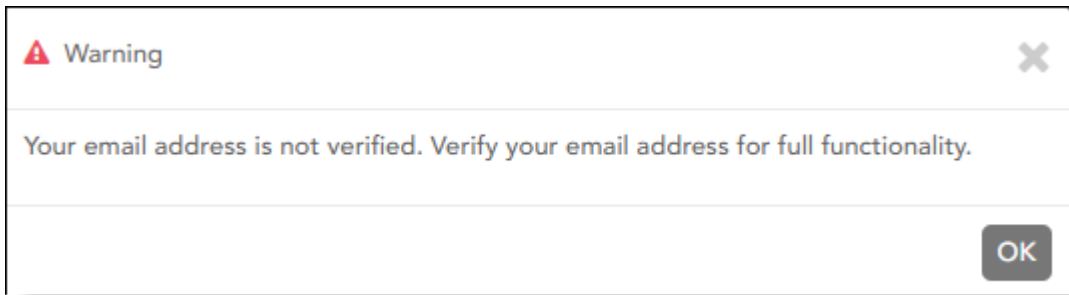 Warning
Your email address is not verified. Verify your email address for full functionality.
OK